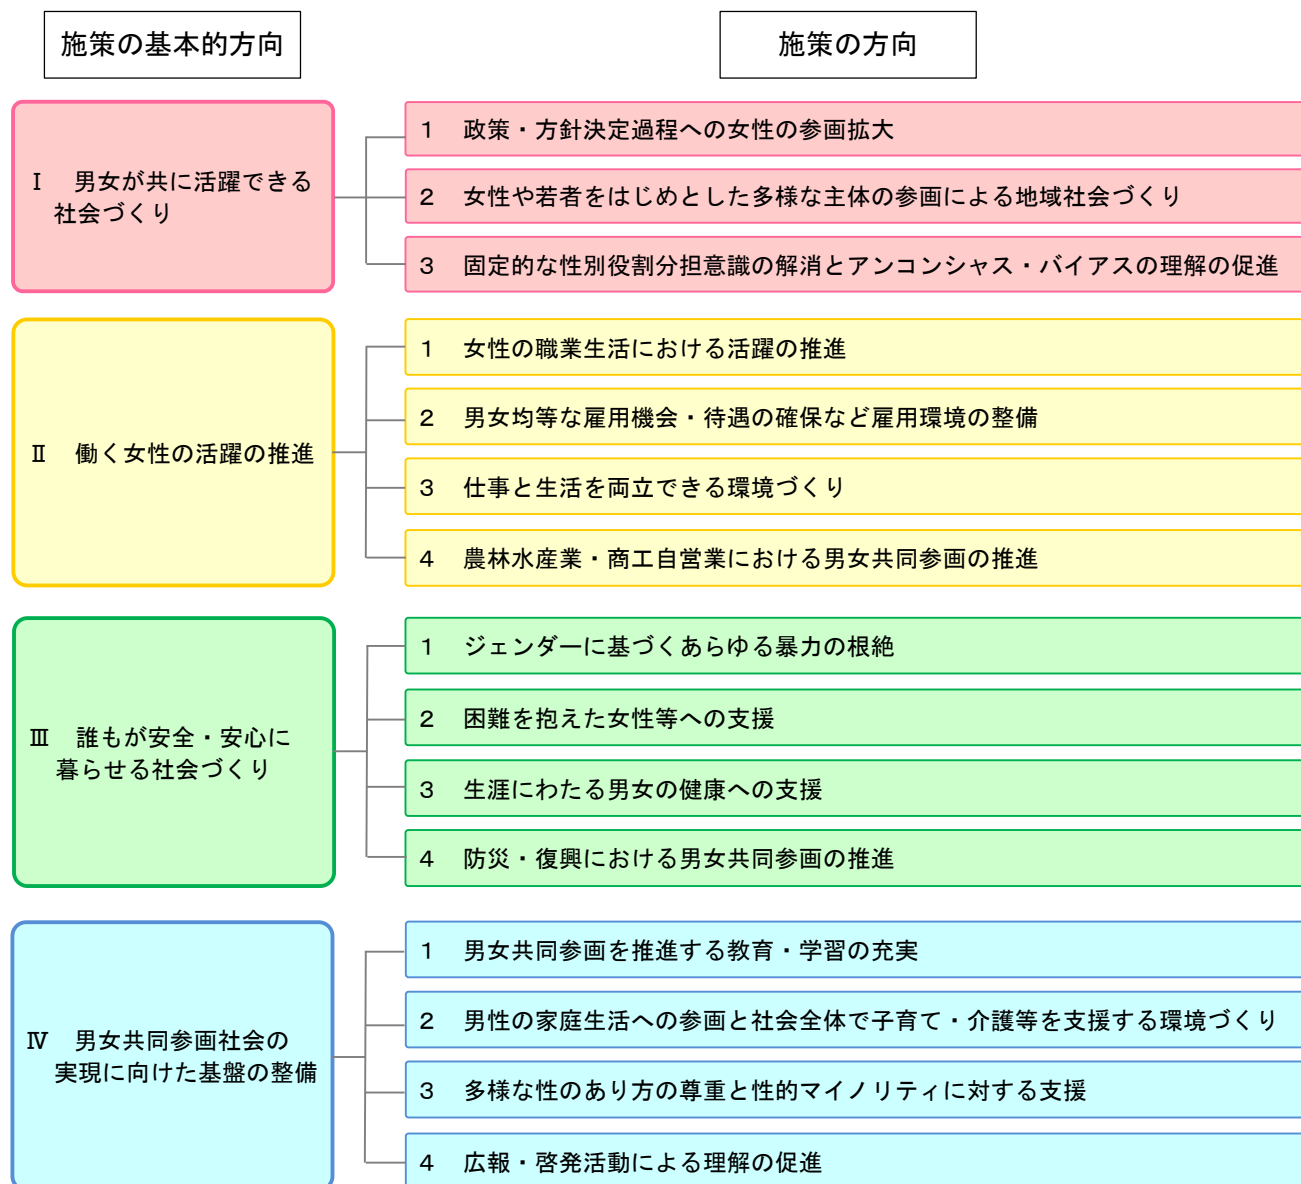 施策の基本的方向
施策の方向
Ⅰ 男女が共に活躍できる
社会づくり
1 政策・方針決定過程への女性の参画拡大
2 女性や若者をはじめとした多様な主体の参画による地域社会づくり
3 固定的な性別役割分担意識の解消とアンコンシャス・バイアスの理解の促進
Ⅱ 働く女性の活躍の推進
1 女性の職業生活における活躍の推進
2 男女均等な雇用機会・待遇の確保など雇用環境の整備
3 仕事と生活を両立できる環境づくり
4 農林水産業・商工自営業における男女共同参画の推進
Ⅲ 誰もが安全・安心に
暮らせる社会づくり
1 ジェンダーに基づくあらゆる暴力の根絶
2 困難を抱えた女性等への支援
3 生涯にわたる男女の健康への支援
4 防災・復興における男女共同参画の推進
Ⅳ 男女共同参画社会の
実現に向けた基盤の整備
1 男女共同参画を推進する教育・学習の充実
2 男性の家庭生活への参画と社会全体で子育て・介護等を支援する環境づくり
3 多様な性のあり方の尊重と性的マイノリティに対する支援
4 広報・啓発活動による理解の促進